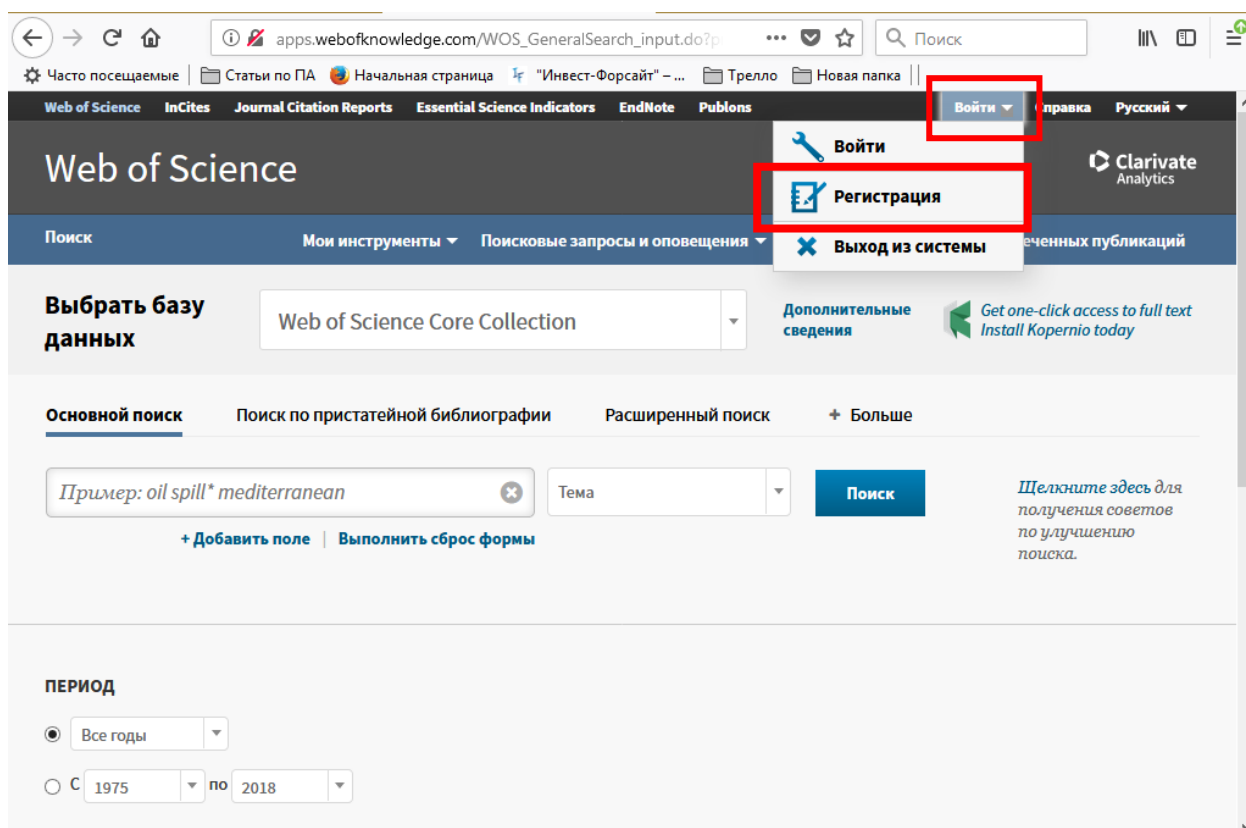 apps.webofknowledge.com/WOS_GeneralSearch_input.do?p
Поиск
Часто посещаемые
Статьи по ПА
Начальная страница
"Инвест-Форсайт" – ...
Трелло
Новая папка
Web of Science InCites Journal Citation Reports Essential Science Indicators EndNote Publons
Войти
Справка
Русский
Web of Science
Войти
Регистрация
Выход из системы
Clarivate
Analytics
Поиск
Мои инструменты
Поисковые запросы и оповещения
еченных публикаций
Выбрать базу
данных
Web of Science Core Collection
Дополнительные
сведения
Get one-click access to full text
Install Kopernio today
Основной поиск
Поиск по пристатейной библиографии
Расширенный поиск
+ Больше
Пример: oil spill* mediterranean
Тема
Поиск
Щелкните здесь для
получения советов
по улучшению
поиска.
+ Добавить поле | Выполнить сброс формы
ПЕРИОД
Все годы
С 1975 по 2018